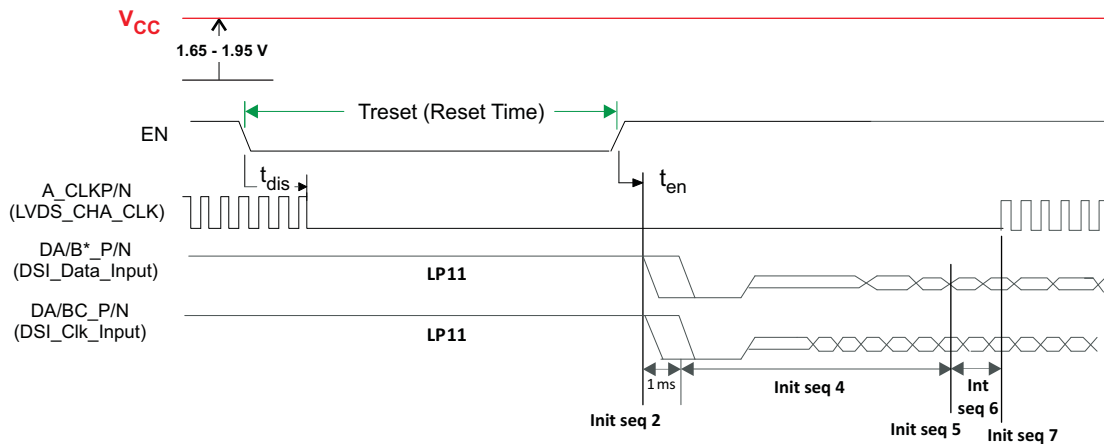 VCC
1.65 - 1.95 V
Treset (Reset Time)
EN
tdis
ten
A_CLKP/N
(LVDS_CHA_CLK)
DA/B*_P/N
(DSI_Data_Input)
LP11
DA/BC_P/N
(DSI_Clk_Input)
LP11
1 ms
Init seq 4
Int
seq 6
Init seq 2
Init seq 5
Init seq 7